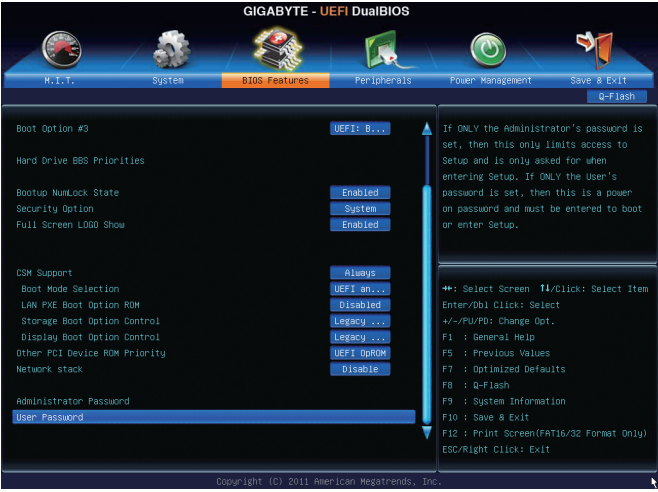 GIGABYTE - UEFI DualBIOS
M.I.T.
System
BIOS Features
Peripherals
Power Management
Save & Exit
Q-Flash
Boot Option #3 UEFI: B...
Hard Drive BBS Priorities
Bootup NumLock State Enabled
Security Option System
Full Screen LOGO Show Enabled
CSM Support Always
Boot Mode Selection UEFI an...
LAN PXE Boot Option ROM Disabled
Storage Boot Option Control Legacy ...
Display Boot Option Control Legacy ...
Other PCI Device ROM Priority UEFI OpROM
Network stack Disable
Administrator Password
User Password
If ONLY the Administrator's password is
set, then this only limits access to
Setup and is only asked for when
entering Setup. If ONLY the User's
password is set, then this is a power
on password and must be entered to boot
or enter Setup.
→←: Select Screen ↑↓/Click: Select Item
Enter/Dbl Click: Select
+/-/PU/PD: Change Opt.
F1 : General Help
F5 : Previous Values
F7 : Optimized Defaults
F8 : Q-Flash
F9 : System Information
F10 : Save & Exit
F12 : Print Screen(FAT16/32 Format Only)
ESC/Right Click: Exit
Copyright (C) 2011 American Megatrends, Inc.